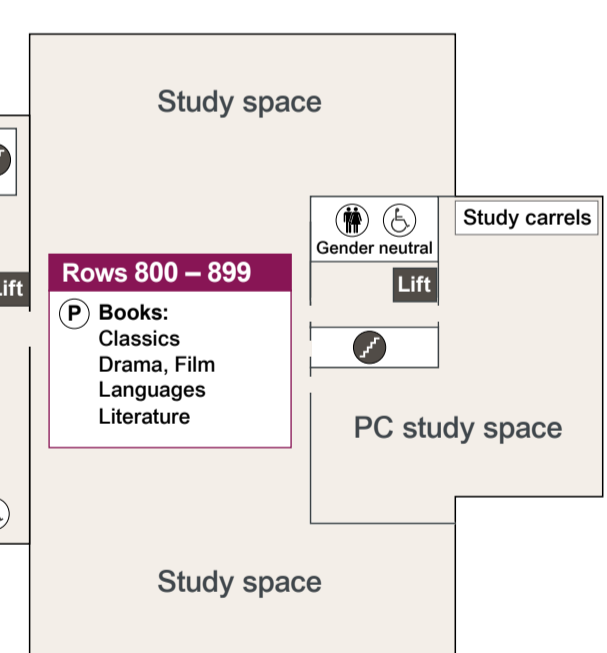 Study space
Study carrels
Gender neutral
Lift
Rows 800 – 899
P Books:
Classics
Drama, Film
Languages
Literature
PC study space
Study space